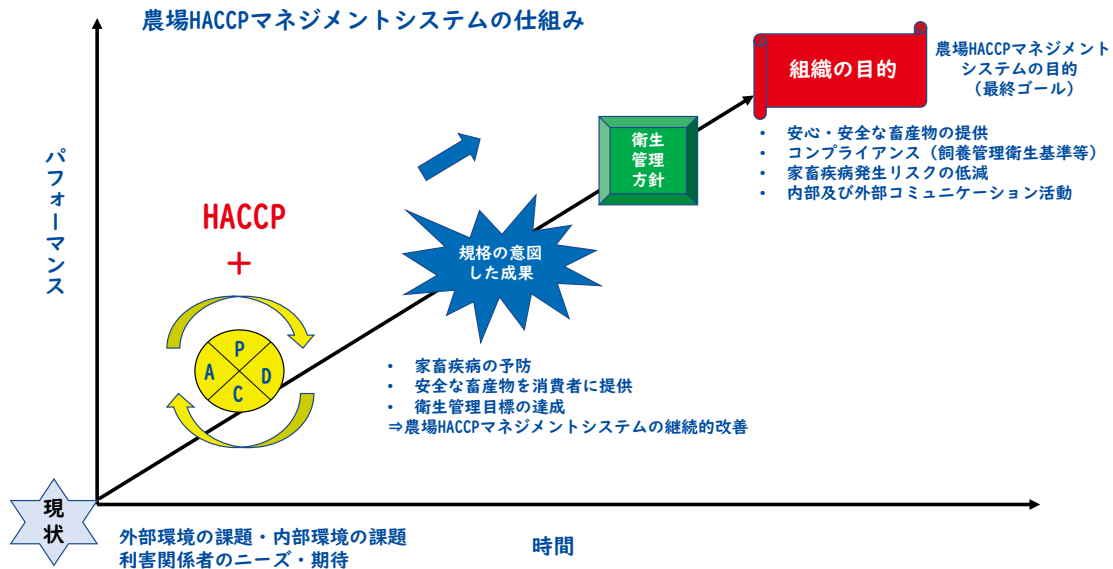 農場HACCPマネジメントシステムの仕組み
組織の目的
農場HACCPマネジメント
システムの目的
（最終ゴール）
・ 安心・安全な畜産物の提供
・ コンプライアンス（飼養管理衛生基準等）
・ 家畜疾病発生リスクの低減
・ 内部及び外部コミュニケーション活動
衛生
管理
方針
パフォーマンス
HACCP
+
規格の意図
した成果
P
A
D
C
・ 家畜疾病の予防
・ 安全な畜産物を消費者に提供
・ 衛生管理目標の達成
⇒農場HACCPマネジメントシステムの継続的改善
現
状
外部環境の課題・内部環境の課題
利害関係者のニーズ・期待
時間